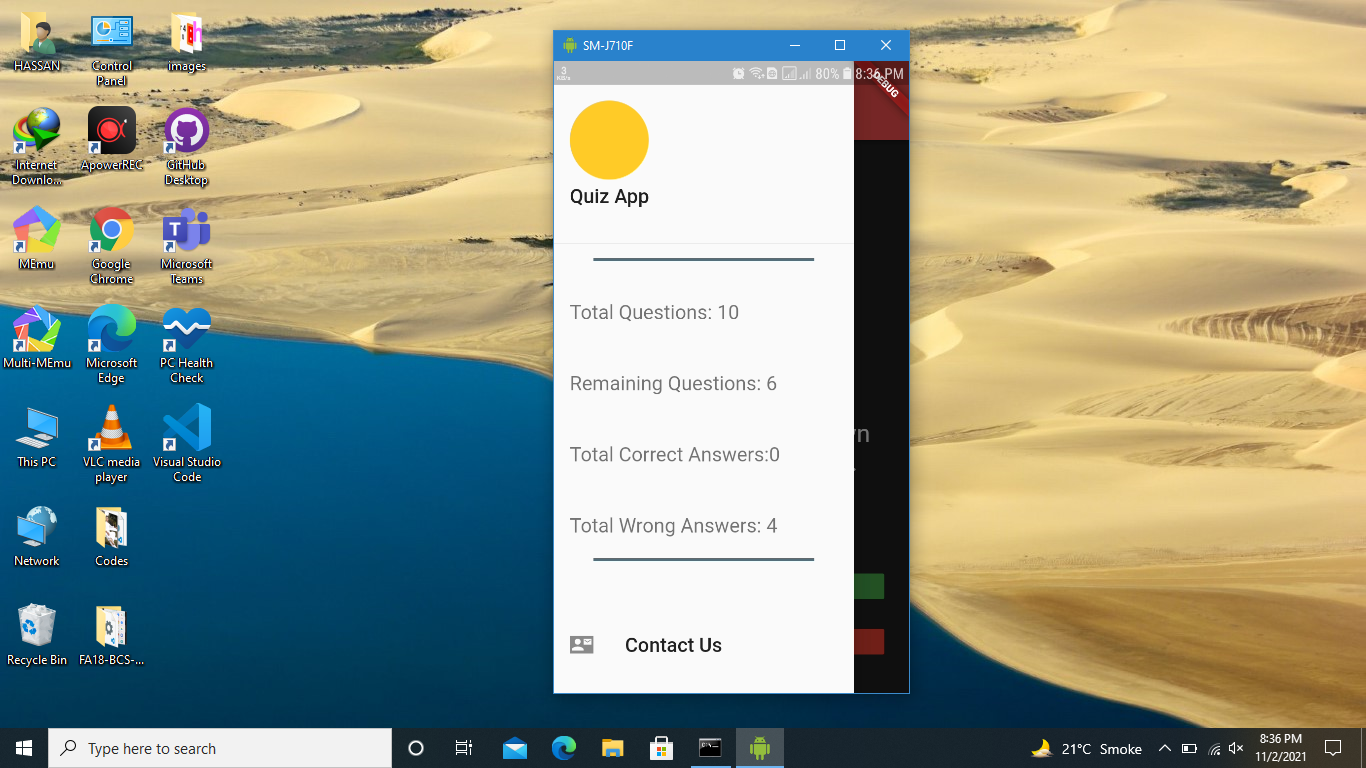 HASSAN
Control
Panel
images
Internet
Downlo...
ApowerREC
GitHub
Desktop
MEmu
Google
Chrome
Microsoft
Teams
Multi-MEmu
Microsoft
Edge
PC Health
Check
This PC
VLC media
player
Visual Studio
Code
Network
Codes
Recycle Bin
FA18-BCS-...
SM-J710F
3
KB/s
80%
8:36 PM
DEBUG
Quiz App
Total Questions: 10
Remaining Questions: 6
Total Correct Answers:0
Total Wrong Answers: 4
Contact Us
Type here to search
21°C Smoke
8:36 PM
11/2/2021